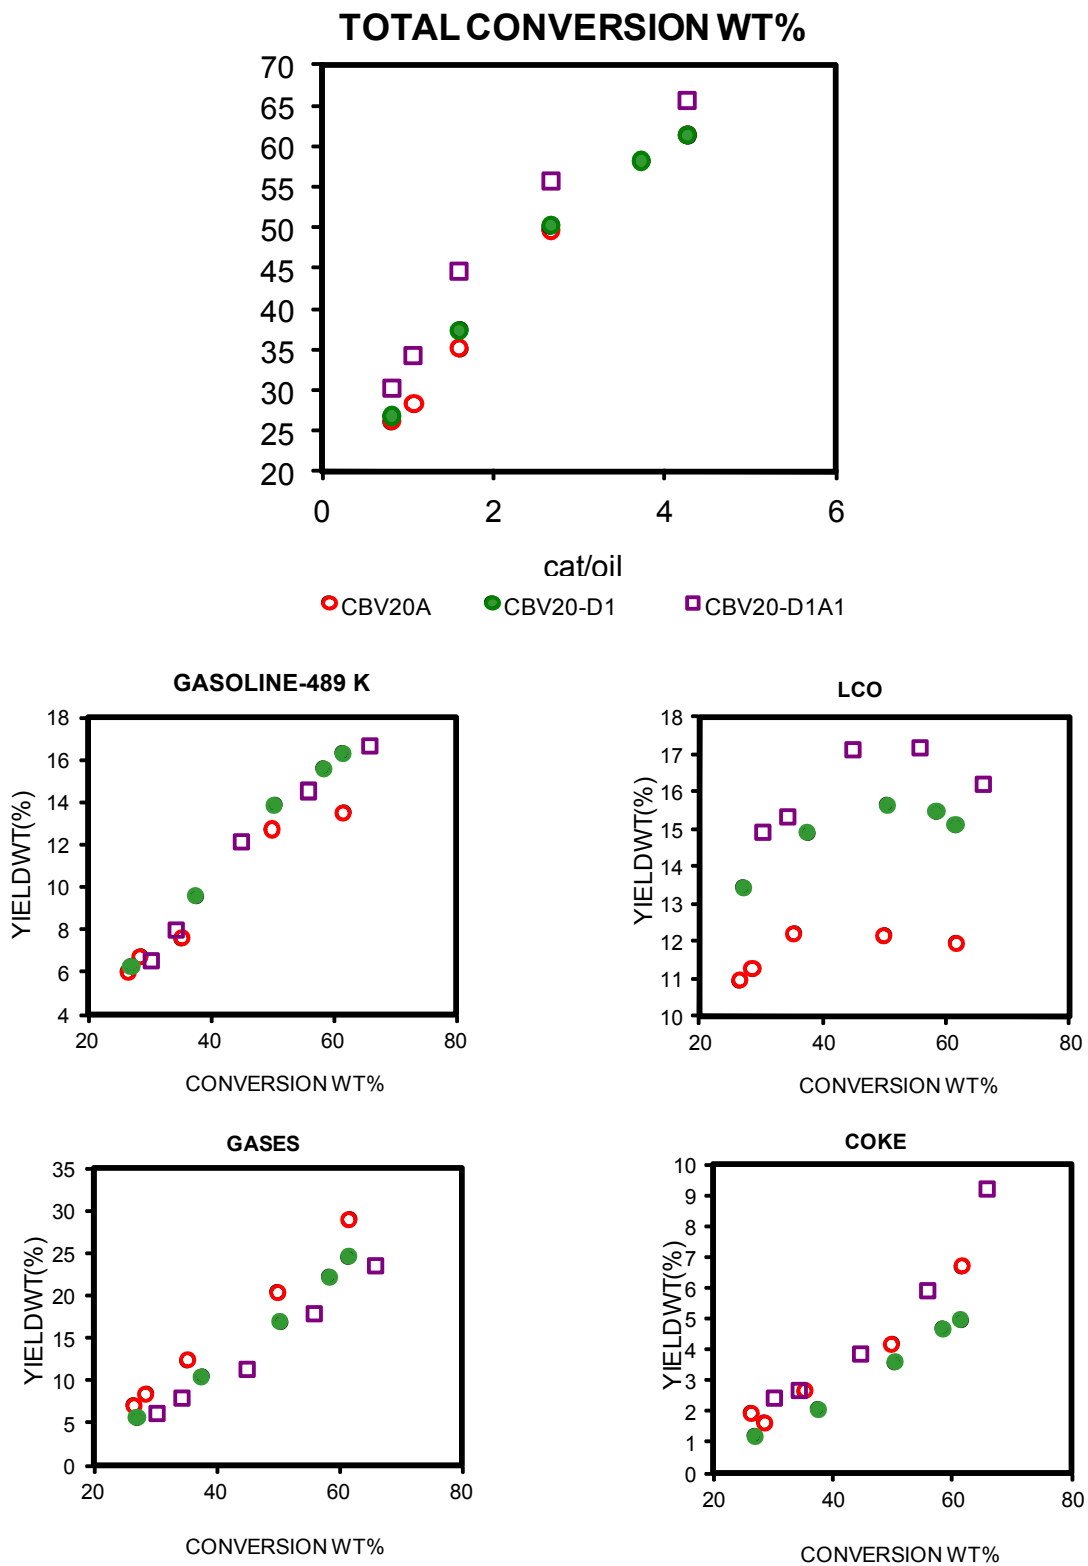 TOTAL CONVERSION WT%
70
65
60
55
50
45
40
35
30
25
20
0 2 4 6
cat/oil
CBV20A CBV20-D1 CBV20-D1A1
GASOLINE-489 K
18
16
14
12
10
8
6
4
YIELDWT(%)
20 40 60 80
CONVERSION WT%
LCO
18
17
16
15
14
13
12
11
10
YIELDWT(%)
20 40 60 80
CONVERSION WT%
GASES
35
30
25
20
15
10
5
0
YIELDWT(%)
20 40 60 80
CONVERSION WT%
COKE
10
9
8
7
6
5
4
3
2
1
0
YIELDWT(%)
20 40 60 80
CONVERSION WT%